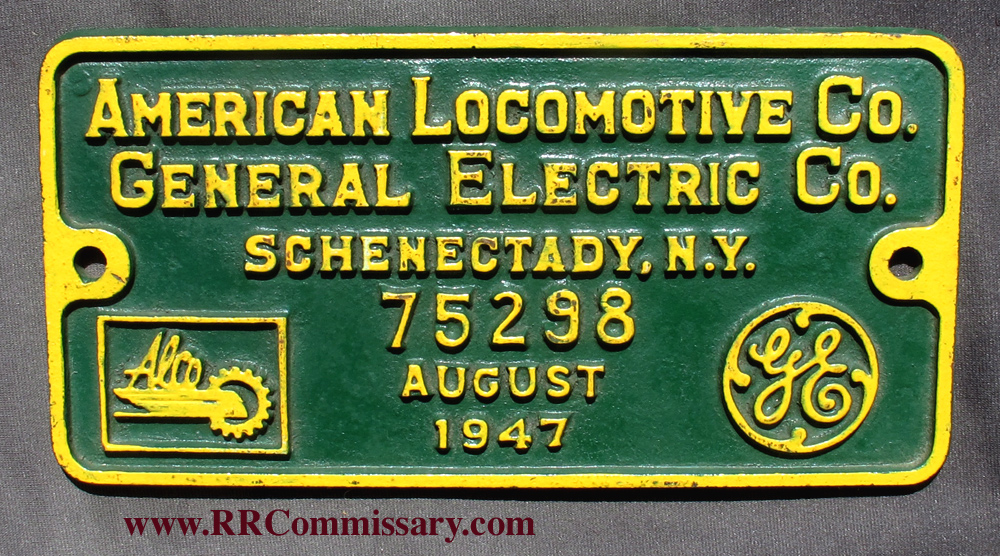 AMERICAN LOCOMOTIVE CO.
GENERAL ELECTRIC CO.
SCHENECTADY, N.Y.
75298
AUGUST
1947
Alco
GE
www.RRCommissary.com